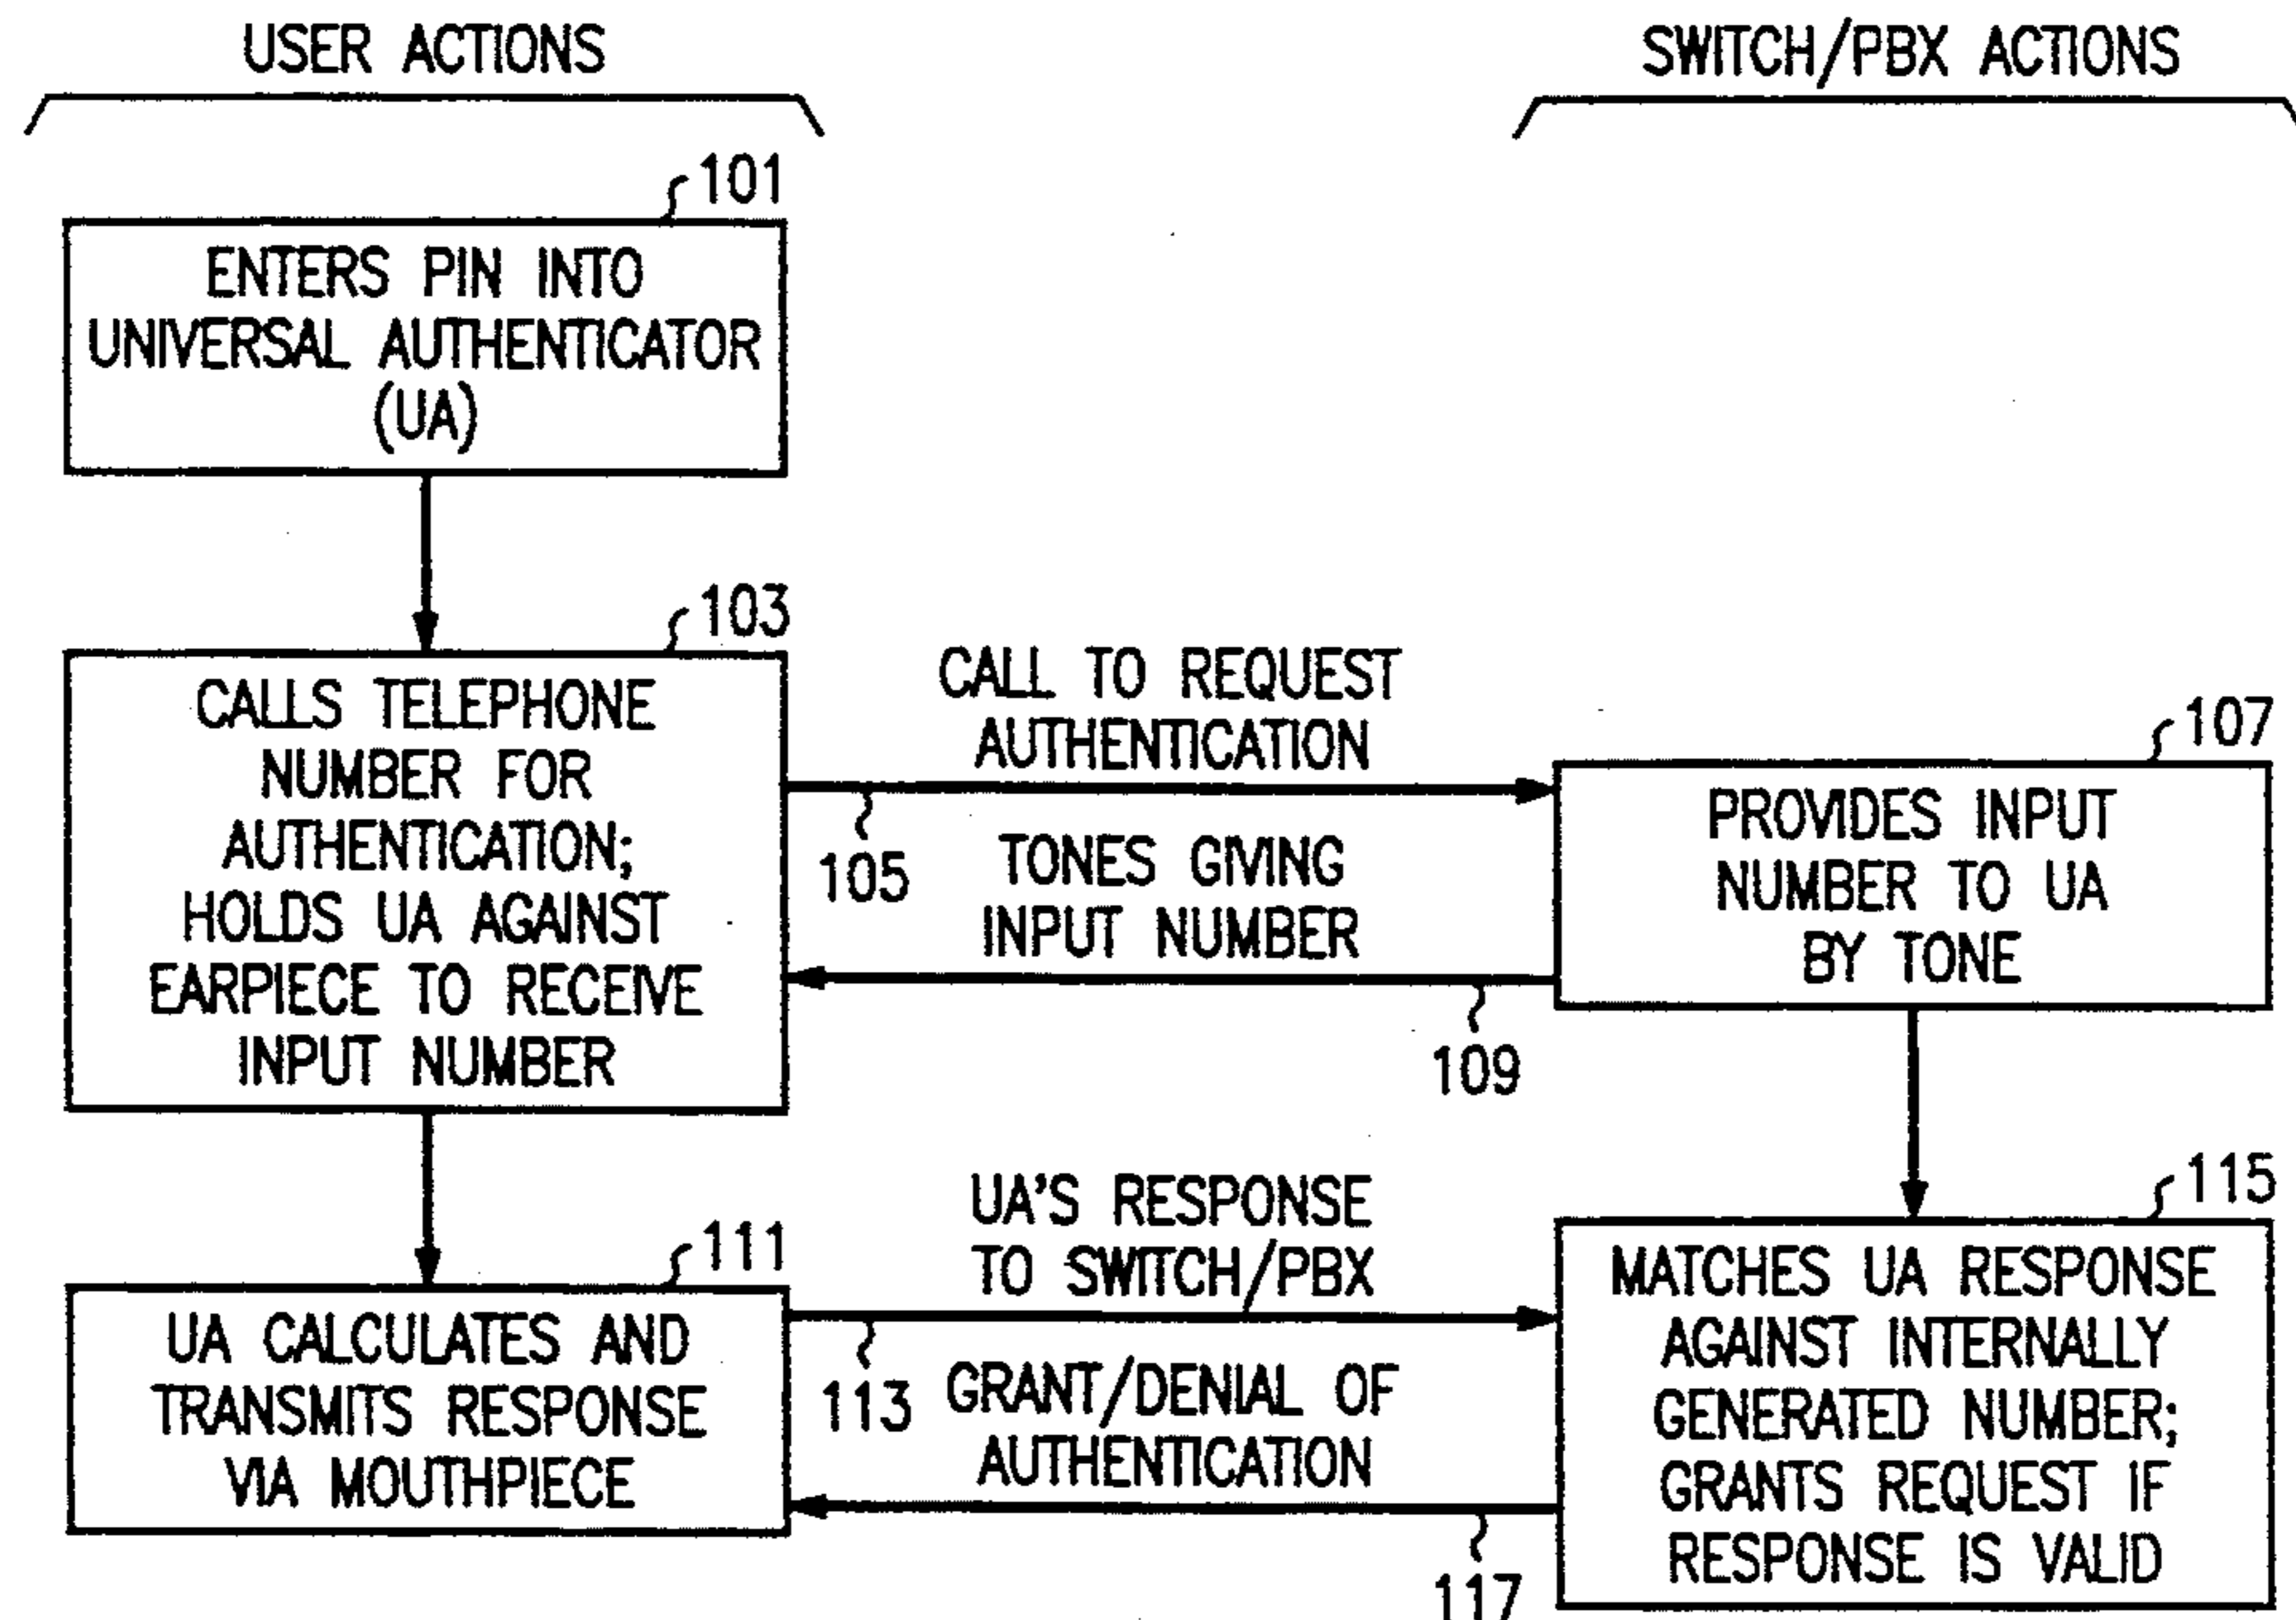 USER ACTIONS
SWITCH/PBX ACTIONS
101
ENTERS PIN INTO
UNIVERSAL AUTHENTICATOR
(UA)
103
CALLS TELEPHONE
NUMBER FOR
AUTHENTICATION;
HOLDS UA AGAINST
EARPIECE TO RECEIVE
INPUT NUMBER
CALL TO REQUEST
AUTHENTICATION
105
TONES GIVING
INPUT NUMBER
109
107
PROVIDES INPUT
NUMBER TO UA
BY TONE
111
UA CALCULATES AND
TRANSMITS RESPONSE
VIA MOUTHPIECE
UA'S RESPONSE
TO SWITCH/PBX
113
GRANT/DENIAL OF
AUTHENTICATION
117
115
MATCHES UA RESPONSE
AGAINST INTERNALLY
GENERATED NUMBER;
GRANTS REQUEST IF
RESPONSE IS VALID